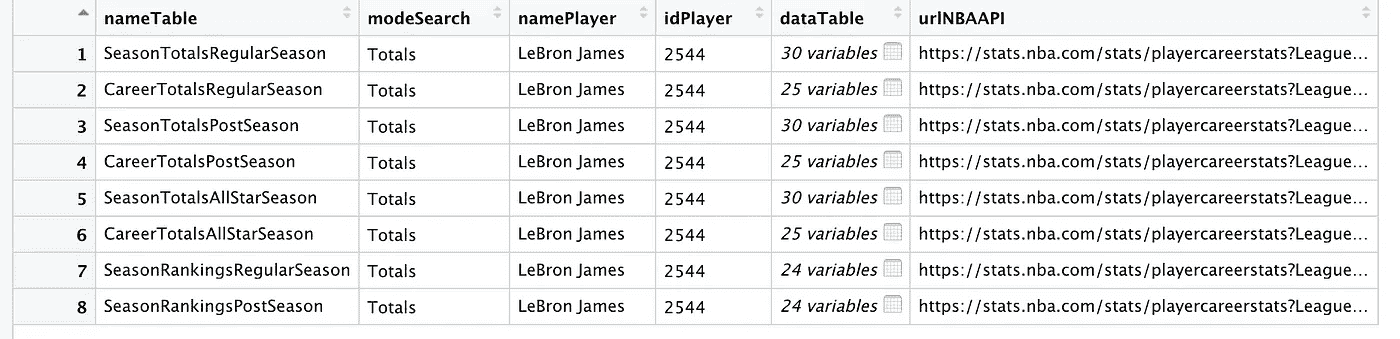 nameTable modeSearch namePlayer idPlayer dataTable urlNBAAPI
1 SeasonTotalsRegularSeason Totals LeBron James 2544 30 variables https://stats.nba.com/stats/playercareerstats?League...
2 CareerTotalsRegularSeason Totals LeBron James 2544 25 variables https://stats.nba.com/stats/playercareerstats?League...
3 SeasonTotalsPostSeason Totals LeBron James 2544 30 variables https://stats.nba.com/stats/playercareerstats?League...
4 CareerTotalsPostSeason Totals LeBron James 2544 25 variables https://stats.nba.com/stats/playercareerstats?League...
5 SeasonTotalsAllStarSeason Totals LeBron James 2544 30 variables https://stats.nba.com/stats/playercareerstats?League...
6 CareerTotalsAllStarSeason Totals LeBron James 2544 25 variables https://stats.nba.com/stats/playercareerstats?League...
7 SeasonRankingsRegularSeason Totals LeBron James 2544 24 variables https://stats.nba.com/stats/playercareerstats?League...
8 SeasonRankingsPostSeason Totals LeBron James 2544 24 variables https://stats.nba.com/stats/playercareerstats?League...